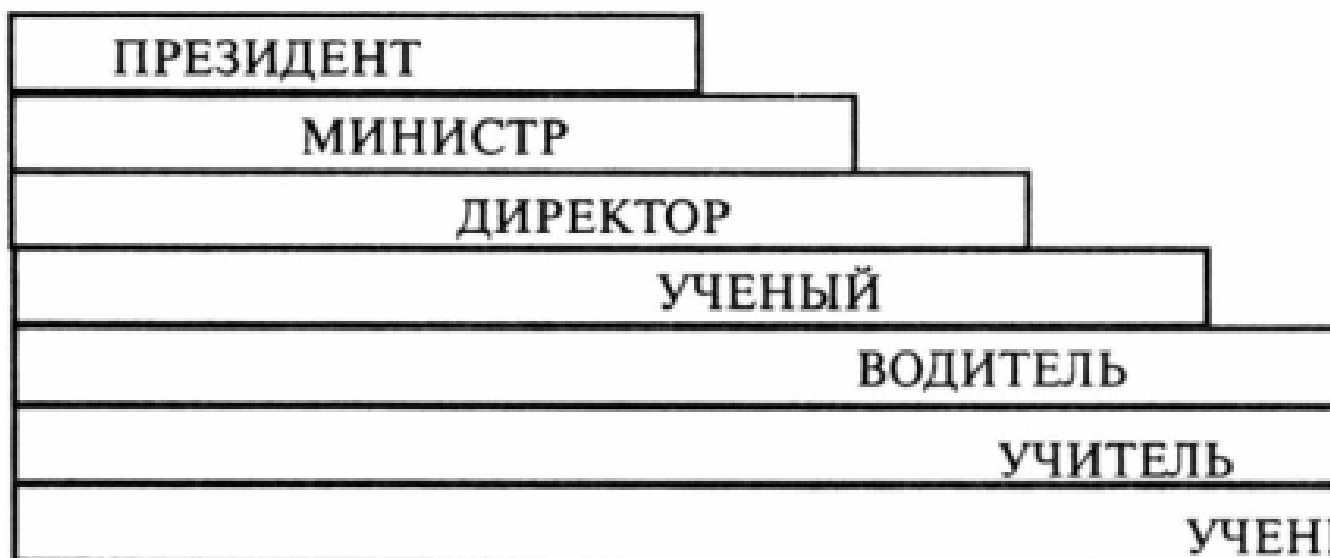 ПРЕЗИДЕНТ
МИНИСТР
ДИРЕКТОР
УЧЕНЫЙ
ВОДИТЕЛЬ
УЧИТЕЛЬ